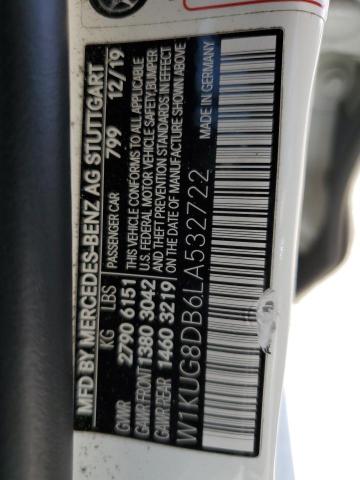 MFD BY MERCEDES-BENZ AG STUTTGART
PASSENGER CAR 799 12/19
KG LBS
GVWR 2790 6151
GAWR FRONT 1380 3042
GAWR REAR 1460 3219
THIS VEHICLE CONFORMS TO ALL APPLICABLE
U.S. FEDERAL MOTOR VEHICLE SAFETY, BUMPER
AND THEFT PREVENTION STANDARDS IN EFFECT
ON THE DATE OF MANUFACTURE SHOWN ABOVE
W1KUG8DB6LA532722 MADE IN GERMANY